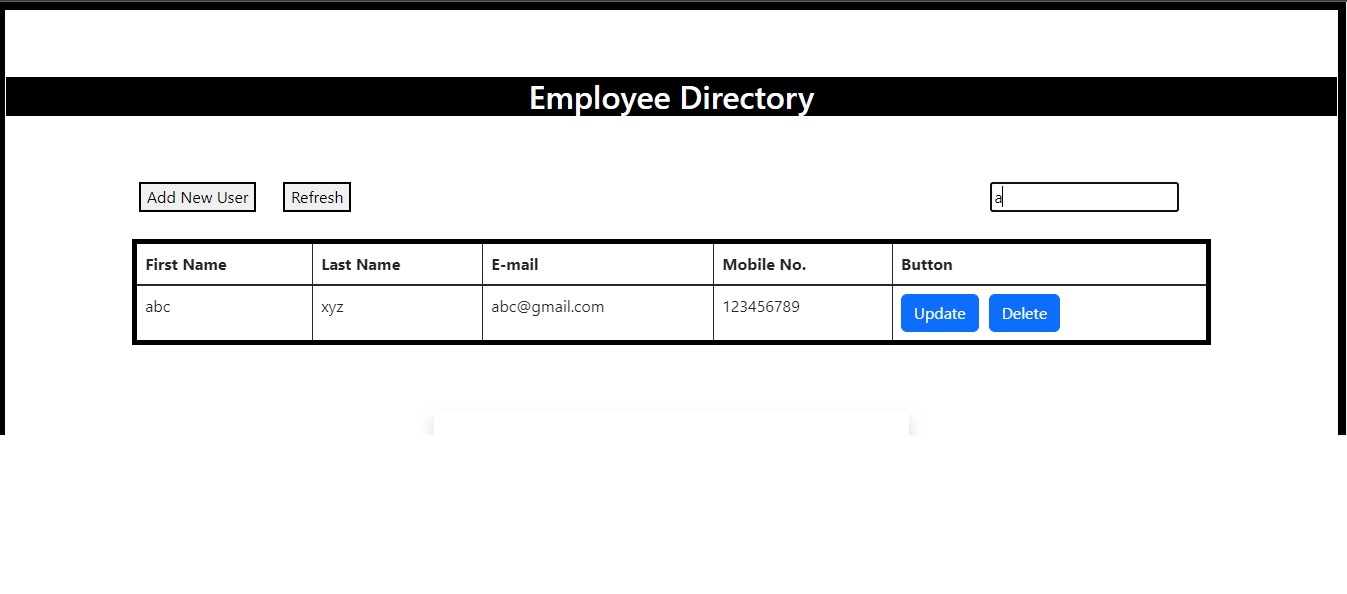 Employee Directory
Add New User Refresh a
First Name Last Name E-mail Mobile No. Button
abc xyz abc@gmail.com 123456789 Update Delete